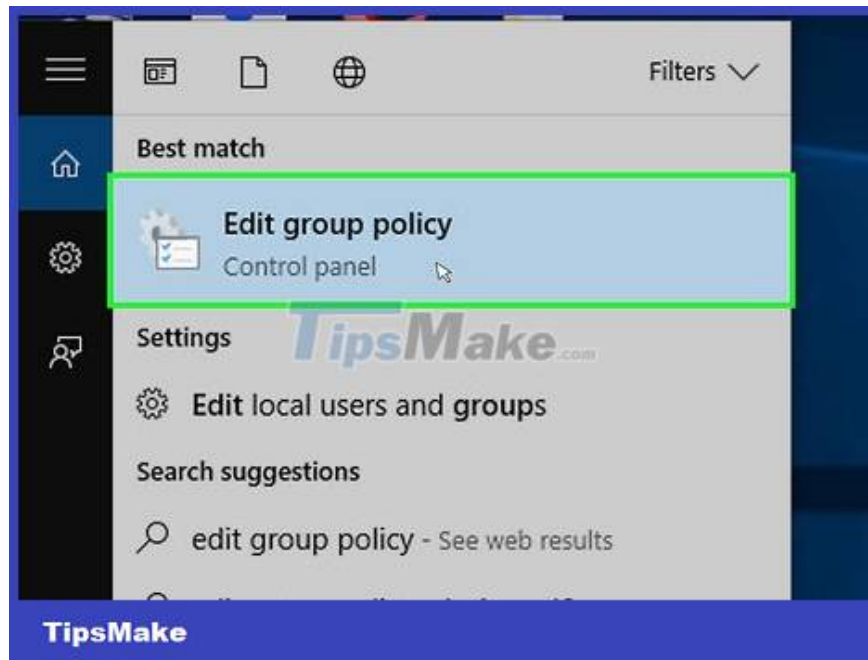 Filters
Best match
Edit group policy
Control panel
TipsMake.com
Settings
Edit local users and groups
Search suggestions
edit group policy - See web results
TipsMake